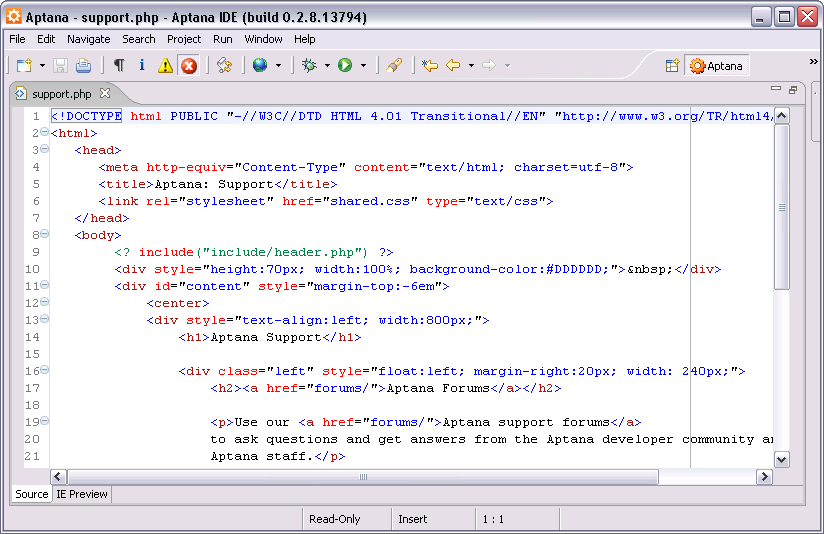 Aptana - support.php - Aptana IDE (build 0.2.8.13794)
File Edit Navigate Search Project Run Window Help
Aptana
support.php
1 <!DOCTYPE html PUBLIC "-//W3C//DTD HTML 4.01 Transitional//EN" "http://www.w3.org/TR/html4/
2 <html>
3 <head>
4 <meta http-equiv="Content-Type" content="text/html; charset=utf-8">
5 <title>Aptana: Support</title>
6 <link rel="stylesheet" href="shared.css" type="text/css">
7 </head>
8 <body>
9 <? include("include/header.php") ?>
10 <div style="height:70px; width:100%; background-color:#DDDDDD;">&nbsp;</div>
11 <div id="content" style="margin-top:-6em">
12 <center>
13 <div style="text-align:left; width:800px;">
14 <h1>Aptana Support</h1>
15
16 <div class="left" style="float:left; margin-right:20px; width: 240px;">
17 <h2><a href="forums/">Aptana Forums</a></h2>
18
19 <p>Use our <a href="forums/">Aptana support forums</a>
20 to ask questions and get answers from the Aptana developer community an
21 Aptana staff.</p>
Source IE Preview
Read-Only Insert 1 : 1